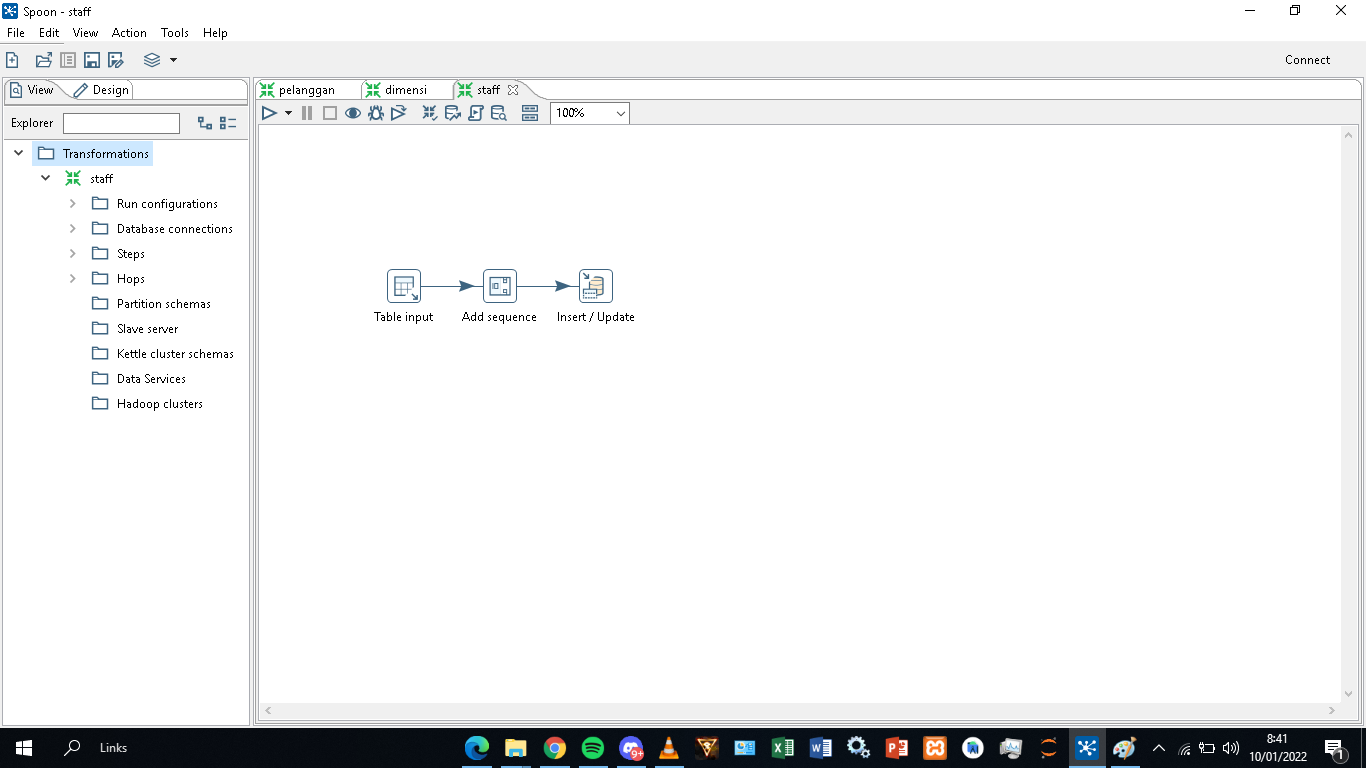 Spoon - staff
File Edit View Action Tools Help
Connect
View Design
pelanggan dimensi staff
100%
Explorer
Transformations
staff
Run configurations
Database connections
Steps
Hops
Partition schemas
Slave server
Kettle cluster schemas
Data Services
Hadoop clusters
Table input Add sequence Insert / Update
Links
9+
8:41
10/01/2022
1